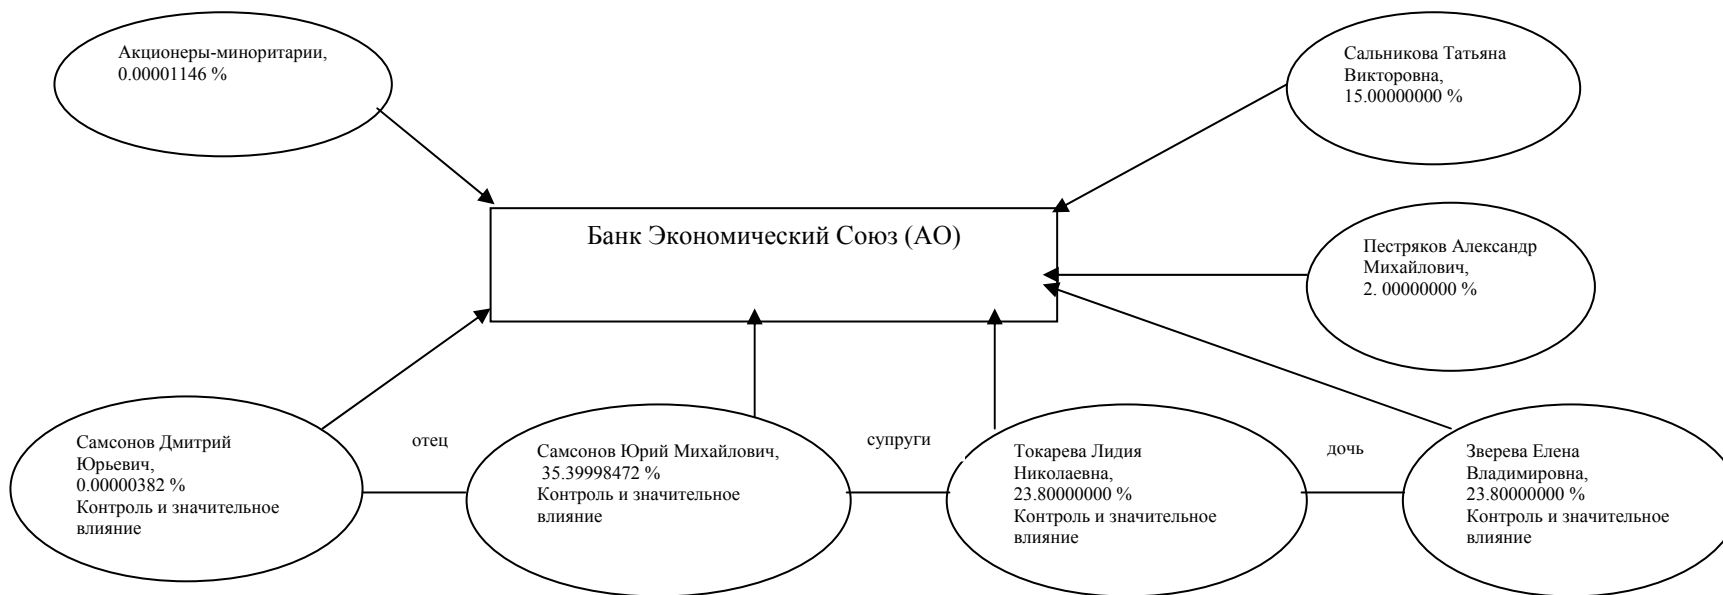 Акционеры-миноритарии,
0.00001146 %
Сальникова Татьяна
Викторовна,
15.00000000 %
Банк Экономический Союз (АО)
Пестряков Александр
Михайлович,
2. 00000000 %
Самсонов Дмитрий
Юрьевич,
0.00000382 %
Контроль и значительное
влияние
отец
Самсонов Юрий Михайлович,
35.39998472 %
Контроль и значительное
влияние
супруги
Токарева Лидия
Николаевна,
23.80000000 %
Контроль и значительное
влияние
дочь
Зверева Елена
Владимировна,
23.80000000 %
Контроль и значительное
влияние